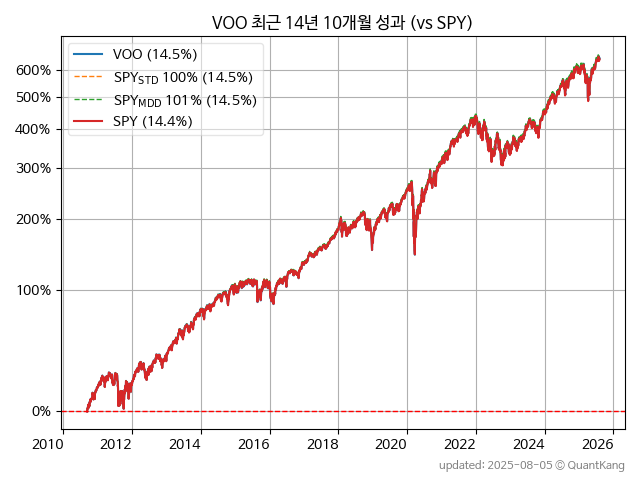 VOO 최근 14년 10개월 성과 (vs SPY)
VOO (14.5%)
SPY_STD 100% (14.5%)
SPY_MDD 101% (14.5%)
SPY (14.4%)
600%
500%
400%
300%
200%
100%
0%
2010 2012 2014 2016 2018 2020 2022 2024 2026
updated: 2025-08-05 © QuantKang